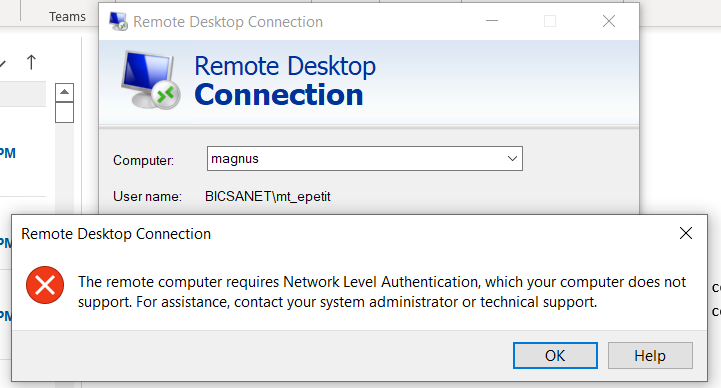 Teams
Remote Desktop Connection
Remote Desktop
Connection
PM
Computer:
magnus
User name:
BICSANET\mt_epetit
PM
Remote Desktop Connection
The remote computer requires Network Level Authentication, which your computer does not
support. For assistance, contact your system administrator or technical support.
PM
OK
Help